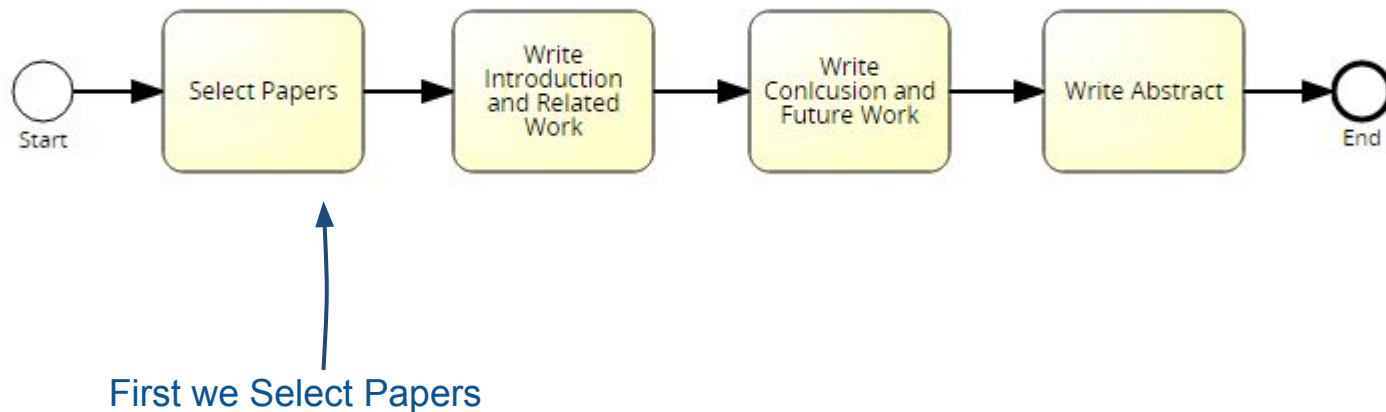 Start
Select Papers
Write
Introduction
and Related
Work
Write
Conlcusion and
Future Work
Write Abstract
End
First we Select Papers